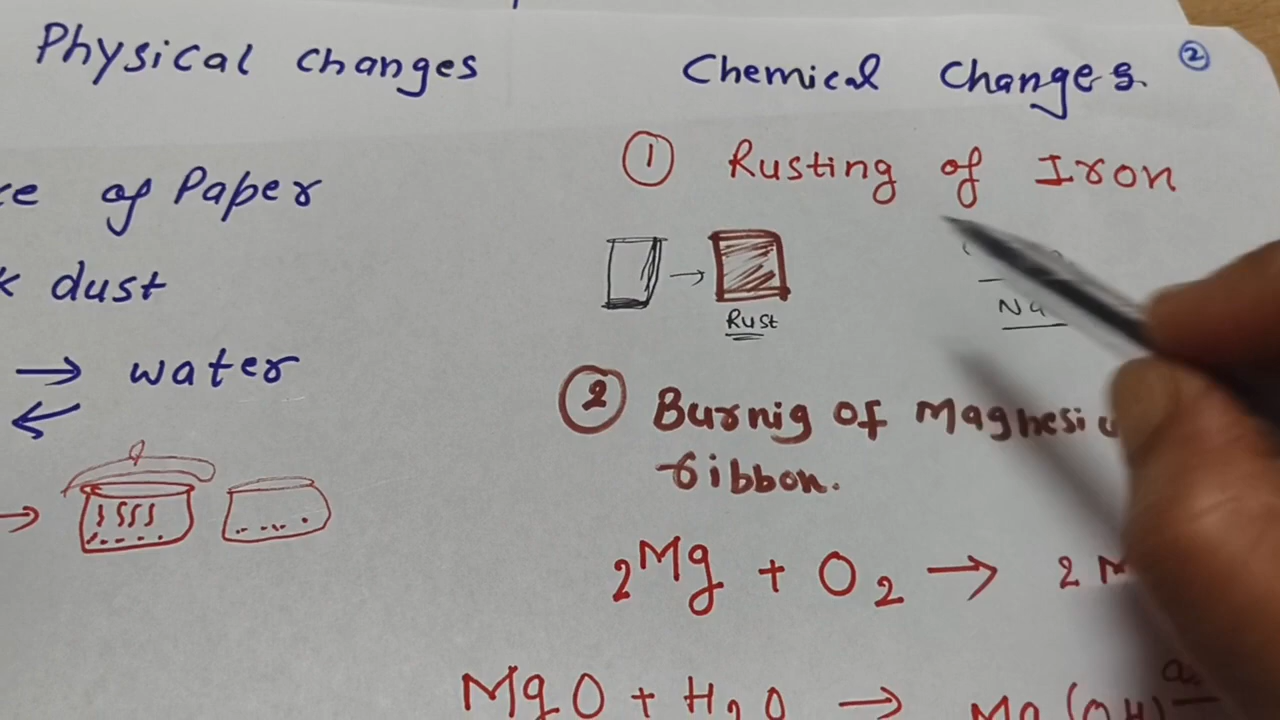 Physical changes
of Paper
dust
→ water
←
→
Chemical Changes. ②
① Rusting of Iron
→
Rust
② Burnig of
ribbon.
2Mg + O2 → 2
MgO + H2O →